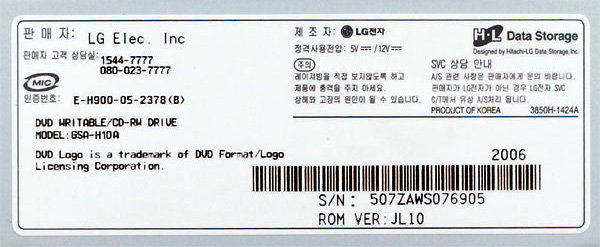 판 매 자: LG Elec. Inc
판매자 고객 상담실: 1544-7777
080-023-7777
MIC
인증번호: E-H900-05-2378(B)
DVD WRITABLE/CD-RW DRIVE
MODEL:GSA-H10A
DVD Logo is a trademark of DVD Format/Logo
Licensing Corporation.
제 조 자: LG전자
정격사용전압: 5V⎓/12V⎓
주의
레이저빔을 직접 보지않도록 하고
제품에 충격을 주지 마세요.
상해와 고장의 원인이 될 수 있습니다.
H·L Data Storage
Designed by Hitachi-LG Data Storage, Inc.
SVC 상담 안내
A/S 관련 사항은 판매자에게 문의 바랍니다.
판매자가 LG전자가 아닌 경우 LG전자 SVC
C/T에서 유상 A/S처리 됩니다.
PRODUCT OF KOREA 3850H-1424A
2006
S/N: 507ZAWS076905
ROM VER:JL10